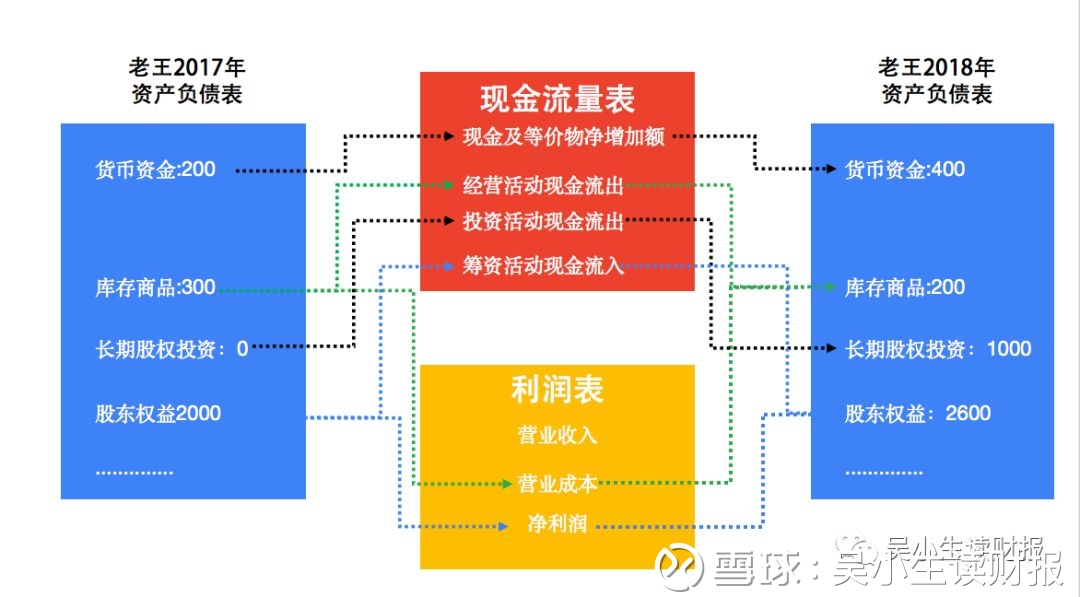 老王2017年
资产负债表
货币资金:200
库存商品:300
长期股权投资：0
股东权益2000
..............
现金流量表
现金及等价物净增加额
经营活动现金流出
投资活动现金流出
筹资活动现金流入
利润表
营业收入
营业成本
净利润
老王2018年
资产负债表
货币资金:400
库存商品:200
长期股权投资：1000
股东权益：2600
..............
吴小生读财报
雪球：吴小生读财报